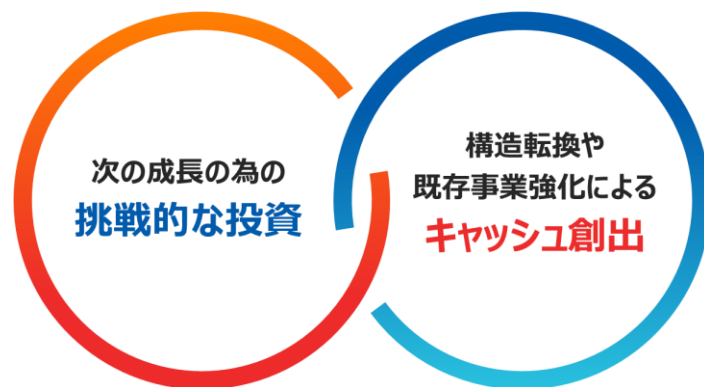 次の成長の為の
挑戦的な投資
構造転換や
既存事業強化による
キャッシュ創出